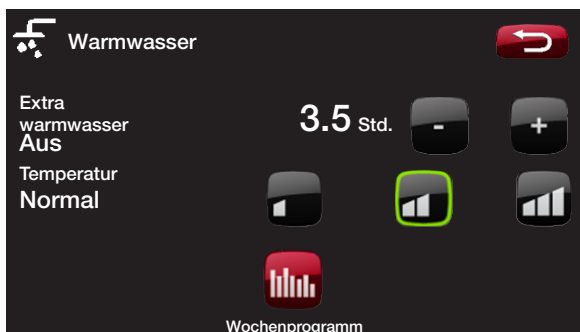 Warmwasser
Extra
warmwasser
Aus
3.5 Std.
- +
Temperatur
Normal
Wochenprogramm